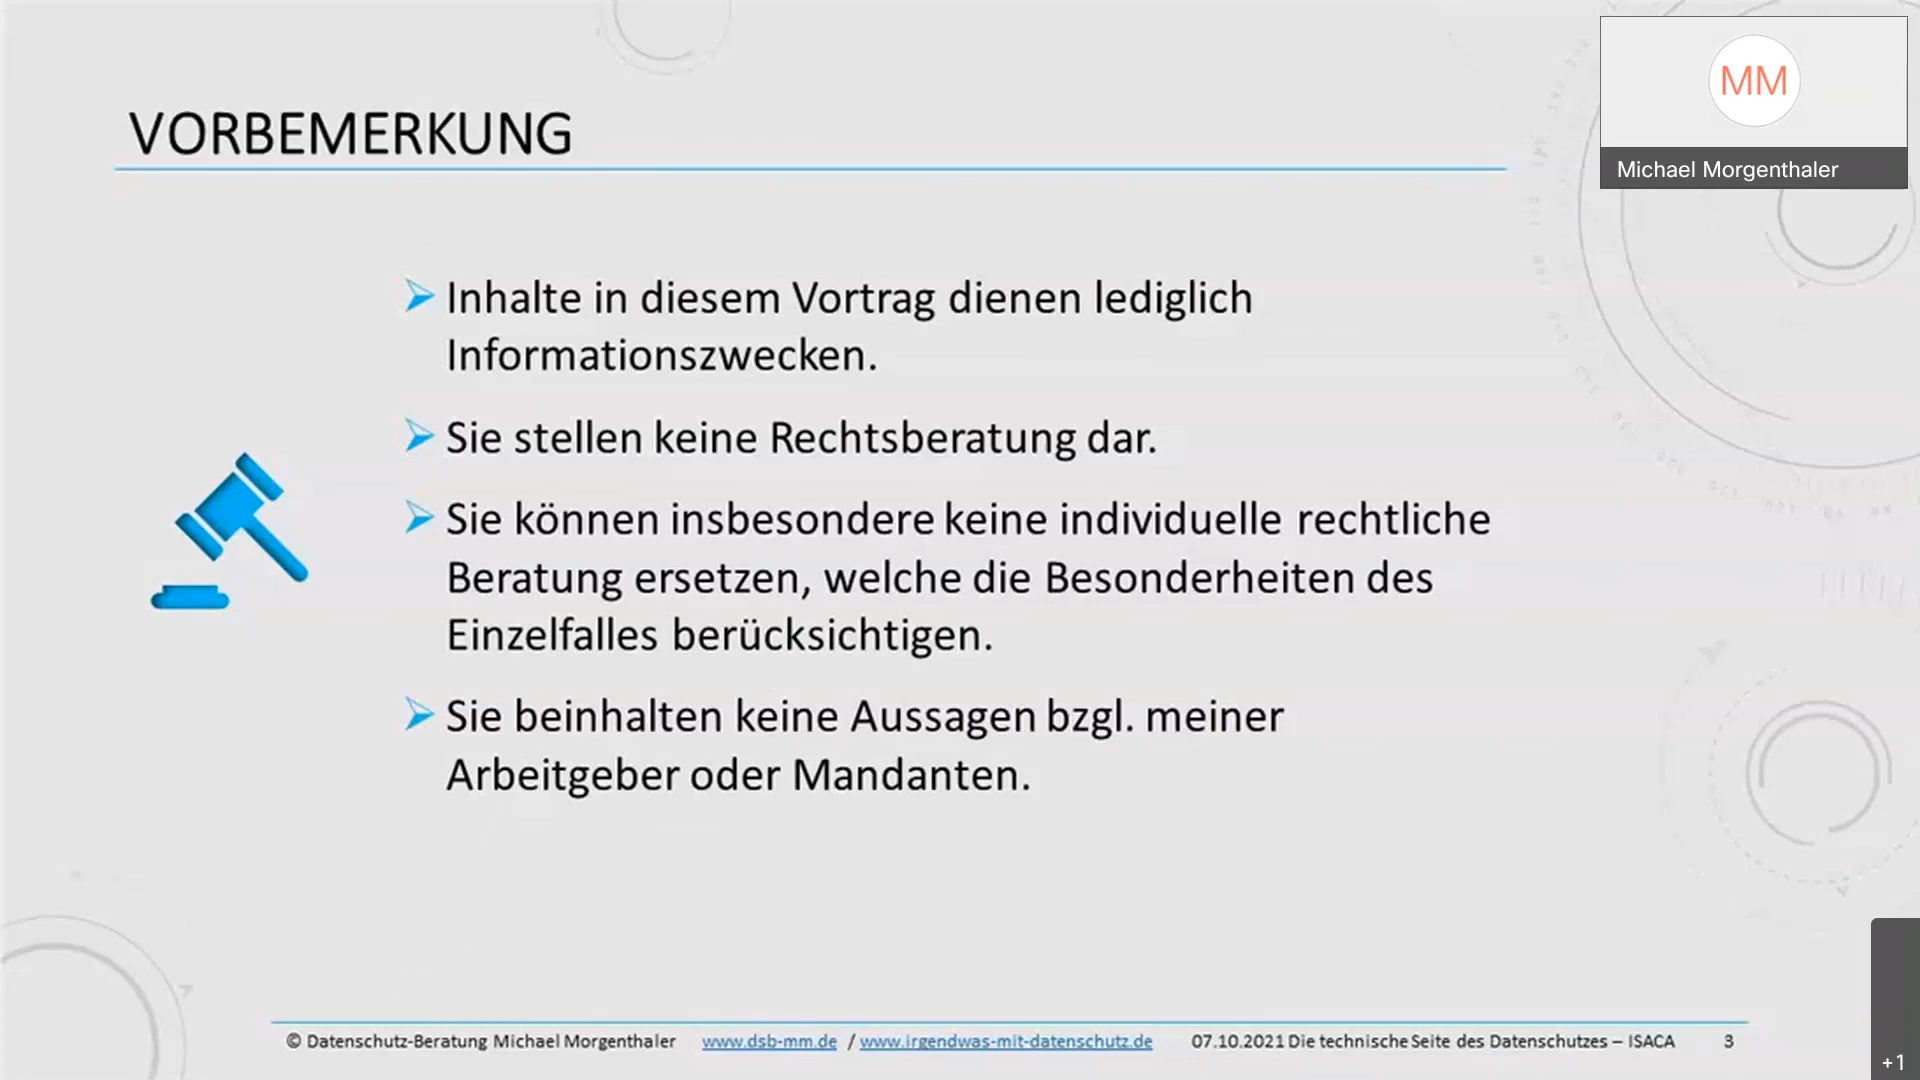 VORBEMERKUNG
MM
Michael Morgenthaler
Inhalte in diesem Vortrag dienen lediglich
Informationszwecken.
Sie stellen keine Rechtsberatung dar.
Sie können insbesondere keine individuelle rechtliche
Beratung ersetzen, welche die Besonderheiten des
Einzelfalles berücksichtigen.
Sie beinhalten keine Aussagen bzgl. meiner
Arbeitgeber oder Mandanten.
© Datenschutz-Beratung Michael Morgenthaler www.dsb-mm.de / www.irgendwas-mit-datenschutz.de 07.10.2021 Die technische Seite des Datenschutzes – ISACA 3
+1